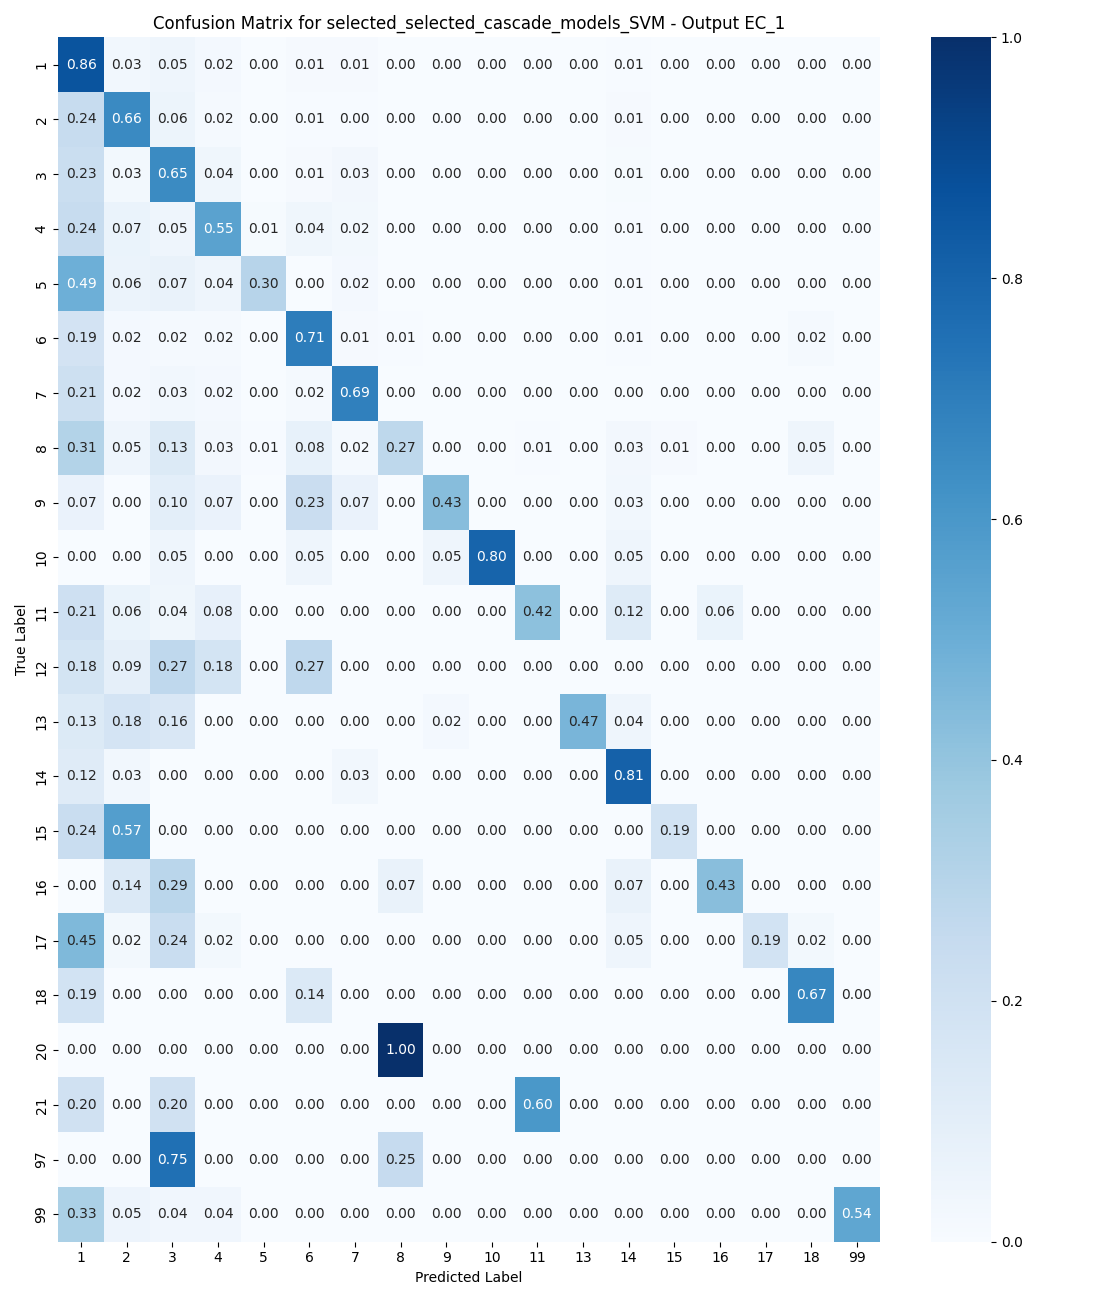 Confusion Matrix for selected_selected_cascade_models_SVM - Output EC_1
1 0.86 0.03 0.05 0.02 0.00 0.01 0.01 0.00 0.00 0.00 0.00 0.00 0.01 0.00 0.00 0.00 0.00 0.00
2 0.24 0.66 0.06 0.02 0.00 0.01 0.00 0.00 0.00 0.00 0.00 0.00 0.01 0.00 0.00 0.00 0.00 0.00
3 0.23 0.03 0.65 0.04 0.00 0.01 0.03 0.00 0.00 0.00 0.00 0.00 0.01 0.00 0.00 0.00 0.00 0.00
4 0.24 0.07 0.05 0.55 0.01 0.04 0.02 0.00 0.00 0.00 0.00 0.00 0.01 0.00 0.00 0.00 0.00 0.00
5 0.49 0.06 0.07 0.04 0.30 0.00 0.02 0.00 0.00 0.00 0.00 0.00 0.01 0.00 0.00 0.00 0.00 0.00
6 0.19 0.02 0.02 0.02 0.00 0.71 0.01 0.01 0.00 0.00 0.00 0.00 0.01 0.00 0.00 0.00 0.02 0.00
7 0.21 0.02 0.03 0.02 0.00 0.02 0.69 0.00 0.00 0.00 0.00 0.00 0.00 0.00 0.00 0.00 0.00 0.00
8 0.31 0.05 0.13 0.03 0.01 0.08 0.02 0.27 0.00 0.00 0.01 0.00 0.03 0.01 0.00 0.00 0.05 0.00
9 0.07 0.00 0.10 0.07 0.00 0.23 0.07 0.00 0.43 0.00 0.00 0.00 0.03 0.00 0.00 0.00 0.00 0.00
10 0.00 0.00 0.05 0.00 0.00 0.05 0.00 0.00 0.05 0.80 0.00 0.00 0.05 0.00 0.00 0.00 0.00 0.00
11 0.21 0.06 0.04 0.08 0.00 0.00 0.00 0.00 0.00 0.00 0.42 0.00 0.12 0.00 0.06 0.00 0.00 0.00
12 0.18 0.09 0.27 0.18 0.00 0.27 0.00 0.00 0.00 0.00 0.00 0.00 0.00 0.00 0.00 0.00 0.00 0.00
13 0.13 0.18 0.16 0.00 0.00 0.00 0.00 0.00 0.02 0.00 0.00 0.47 0.04 0.00 0.00 0.00 0.00 0.00
14 0.12 0.03 0.00 0.00 0.00 0.00 0.03 0.00 0.00 0.00 0.00 0.00 0.81 0.00 0.00 0.00 0.00 0.00
15 0.24 0.57 0.00 0.00 0.00 0.00 0.00 0.00 0.00 0.00 0.00 0.00 0.00 0.19 0.00 0.00 0.00 0.00
16 0.00 0.14 0.29 0.00 0.00 0.00 0.00 0.07 0.00 0.00 0.00 0.00 0.07 0.00 0.43 0.00 0.00 0.00
17 0.45 0.02 0.24 0.02 0.00 0.00 0.00 0.00 0.00 0.00 0.00 0.00 0.05 0.00 0.00 0.19 0.02 0.00
18 0.19 0.00 0.00 0.00 0.00 0.14 0.00 0.00 0.00 0.00 0.00 0.00 0.00 0.00 0.00 0.00 0.67 0.00
20 0.00 0.00 0.00 0.00 0.00 0.00 0.00 1.00 0.00 0.00 0.00 0.00 0.00 0.00 0.00 0.00 0.00 0.00
21 0.20 0.00 0.20 0.00 0.00 0.00 0.00 0.00 0.00 0.00 0.60 0.00 0.00 0.00 0.00 0.00 0.00 0.00
97 0.00 0.00 0.75 0.00 0.00 0.00 0.00 0.25 0.00 0.00 0.00 0.00 0.00 0.00 0.00 0.00 0.00 0.00
99 0.33 0.05 0.04 0.04 0.00 0.00 0.00 0.00 0.00 0.00 0.00 0.00 0.00 0.00 0.00 0.00 0.00 0.54
1 2 3 4 5 6 7 8 9 10 11 13 14 15 16 17 18 99
Predicted Label
True Label
1.0
0.8
0.6
0.4
0.2
0.0